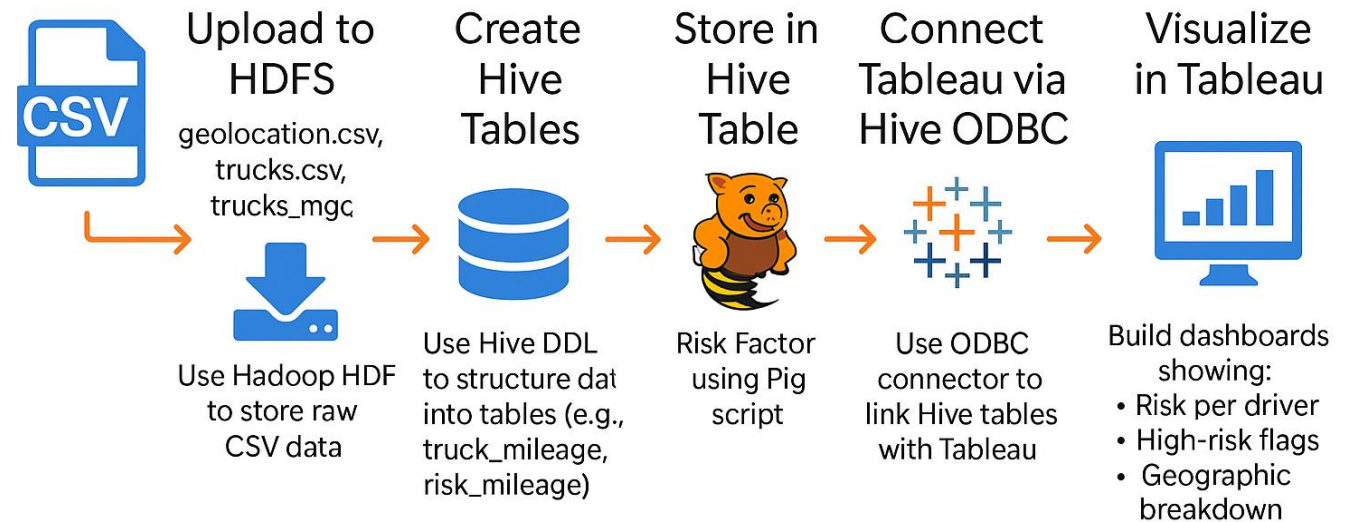 CSV
Upload to
HDFS
geolocation.csv,
trucks.csv,
trucks_mgc
Use Hadoop HDF
to store raw
CSV data
Create
Hive
Tables
Use Hive DDL
to structure dat
into tables (e.g.,
truck_mileage,
risk_mileage)
Store in
Hive
Table
Risk Factor
using Pig
script
Connect
Tableau via
Hive ODBC
Use ODBC
connector to
link Hive tables
with Tableau
Visualize
in Tableau
Build dashboards
showing:
• Risk per driver
• High-risk flags
• Geographic
breakdown